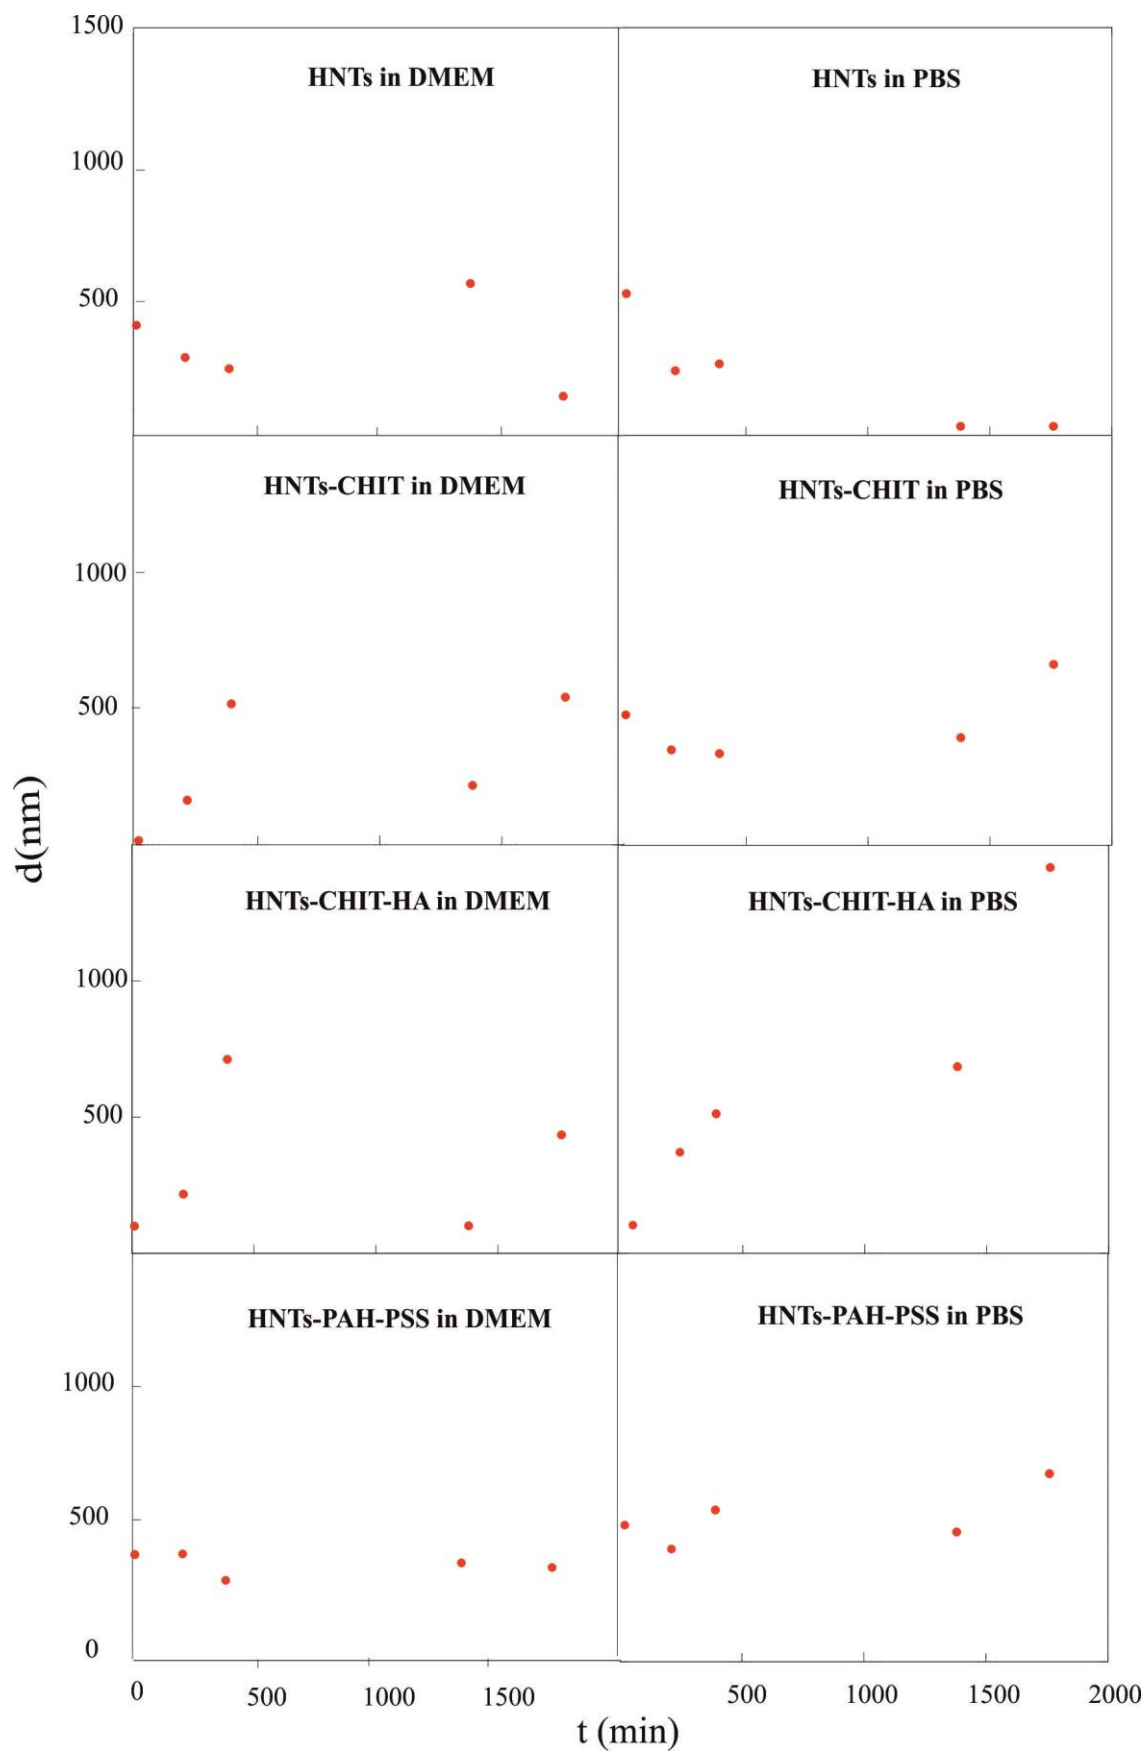 1500
HNTs in DMEM
HNTs in PBS
1000
500
HNTs-CHIT in DMEM
HNTs-CHIT in PBS
1000
500
d(nm)
HNTs-CHIT-HA in DMEM
HNTs-CHIT-HA in PBS
1000
500
HNTs-PAH-PSS in DMEM
HNTs-PAH-PSS in PBS
1000
500
0
0 500 1000 1500 500 1000 1500 2000
t (min)